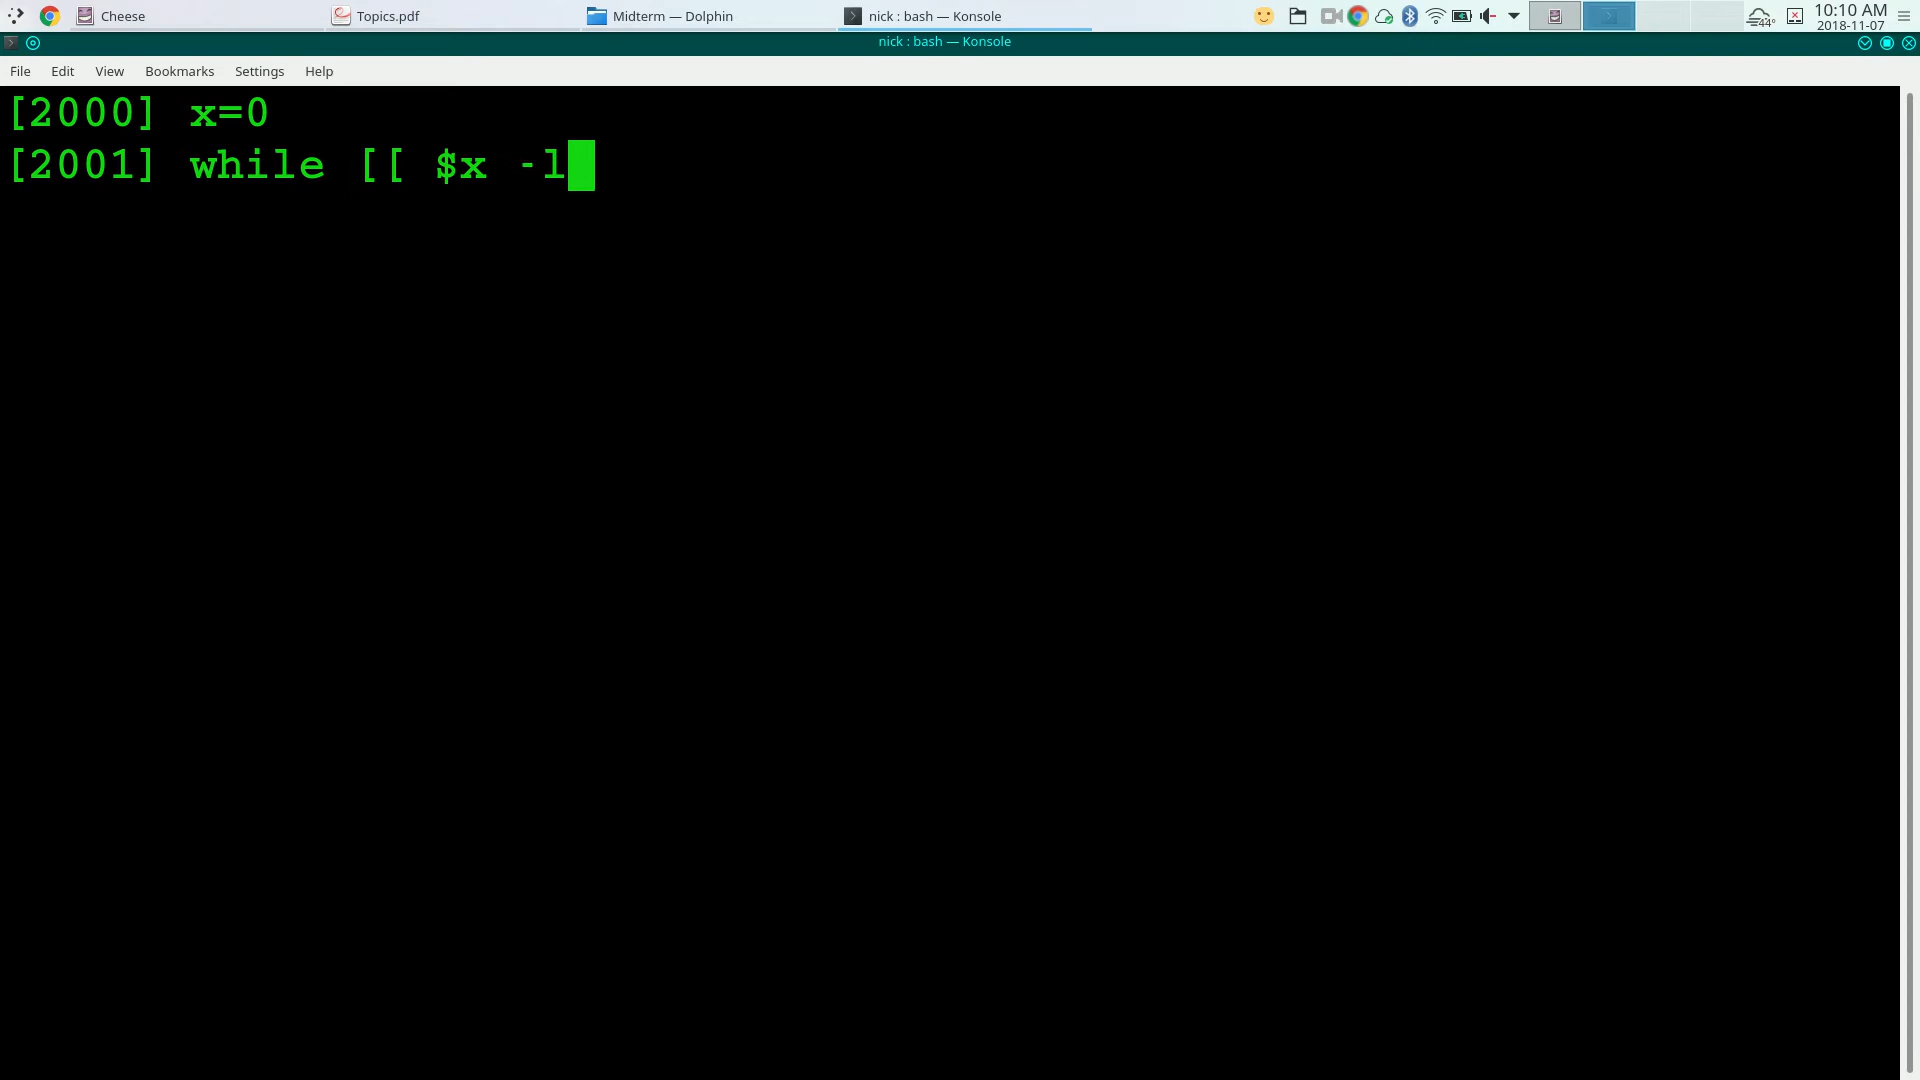 Cheese Topics.pdf Midterm — Dolphin nick : bash — Konsole 44° 10:10 AM
2018-11-07
nick : bash — Konsole
File Edit View Bookmarks Settings Help
[2000] x=0
[2001] while [[ $x -l